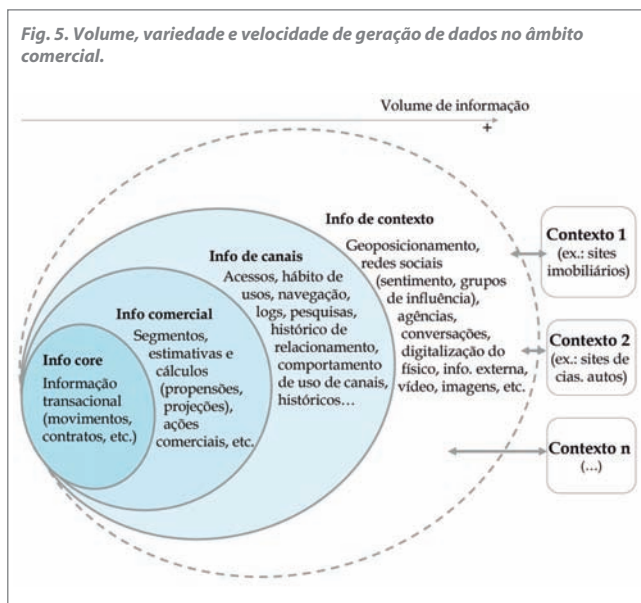 Fig. 5. Volume, variedade e velocidade de geração de dados no âmbito
comercial.
Volume de informação
+
Info core
Informação
transacional
(movimentos,
contratos, etc.)
Info comercial
Segmentos,
estimativas e
cálculos
(propensões,
projeções),
ações
comerciais, etc.
Info de canais
Acessos, hábito de
usos, navegação,
logs, pesquisas,
histórico de
relacionamento,
comportamento
de uso de canais,
históricos…
Info de contexto
Geoposicionamento,
redes sociais
(sentimento, grupos
de influência),
agências,
conversações,
digitalização do
físico, info. externa,
vídeo, imagens, etc.
Contexto 1
(ex.: sites
imobiliários)
Contexto 2
(ex.: sites de
cias. autos)
Contexto n
(...)